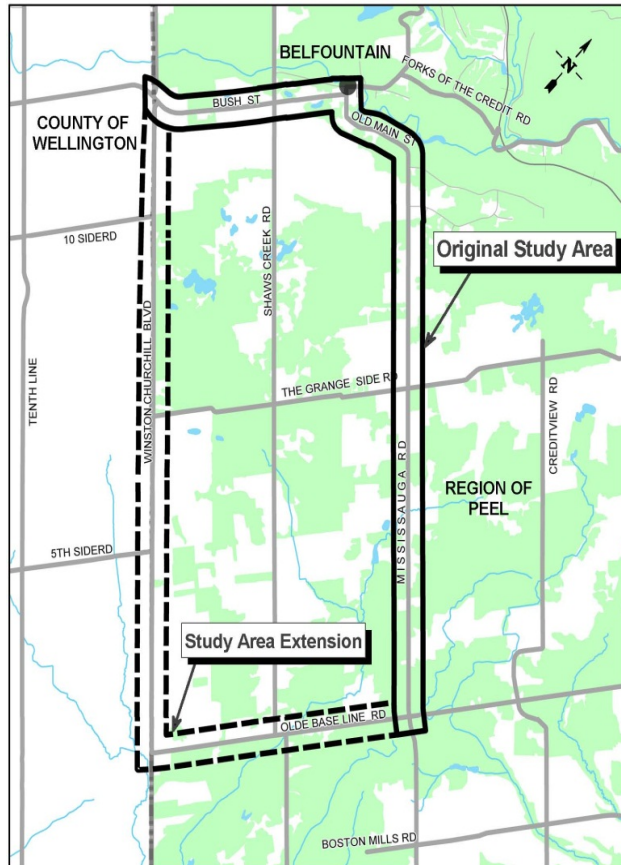 BELFOUNTAIN
FORKS OF THE CREDIT RD
N
BUSH ST
OLD MAIN ST
COUNTY OF
WELLINGTON
10 SIDERD
SHAWS CREEK RD
Original Study Area
TENTH LINE
WINSTON CHURCHILL BLVD
THE GRANGE SIDE RD
CREDITVIEW RD
MISSISSAUGA RD
REGION OF
PEEL
5TH SIDERD
Study Area Extension
OLDE BASE LINE RD
BOSTON MILLS RD